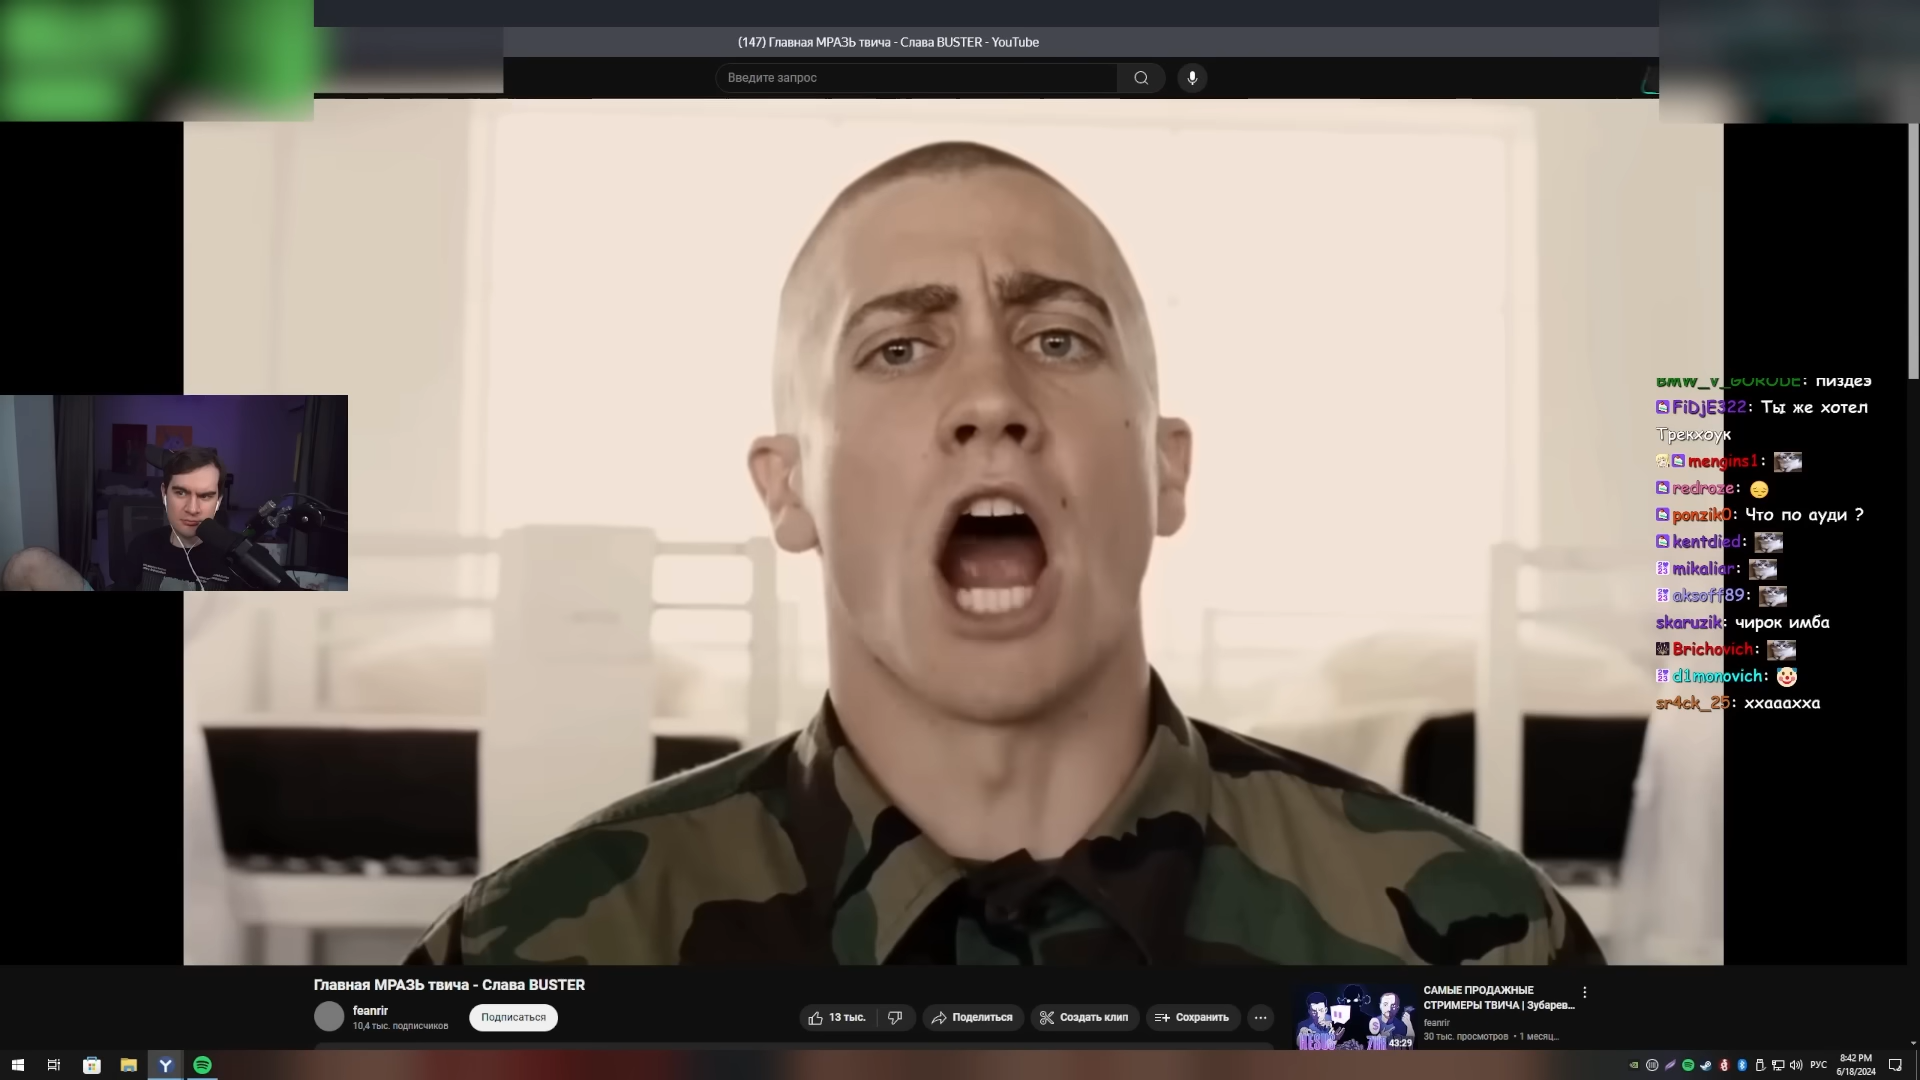 (147) Главная МРАЗЬ твича - Слава BUSTER - YouTube
Введите запрос
BMW_V_GORODE: пиздеэ
FiDjE322: Ты же хотел
Трекхоук
mengins1:
redroze:
ponzik0: Что по ауди ?
kentdied:
mikaliar:
aksoff89:
skaruzik: чирок имба
Brichovich:
d1monovich:
sr4ck_25: ххааахха
Главная МРАЗЬ твича - Слава BUSTER
feanrir
10,4 тыс. подписчиков
Подписаться
13 тыс.
Поделиться
Создать клип
Сохранить
САМЫЕ ПРОДАЖНЫЕ
СТРИМЕРЫ ТВИЧА | Зубарев...
feanrir
30 тыс. просмотров • 1 месяц...
43:29
РУС
8:42 PM
6/18/2024